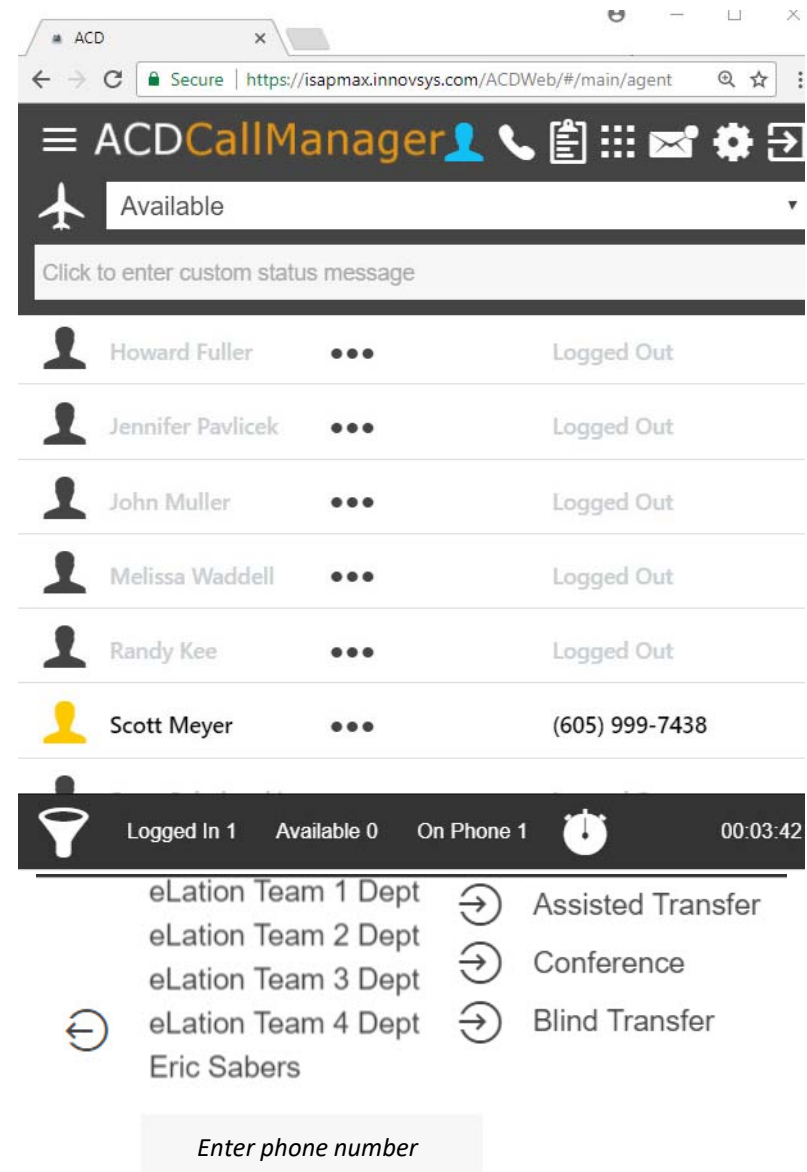 ACD
Secure | https://isapmax.innovsys.com/ACDWeb/#/main/agent
ACDCallManager
Available
Click to enter custom status message
Howard Fuller Logged Out
Jennifer Pavlicek Logged Out
John Muller Logged Out
Melissa Waddell Logged Out
Randy Kee Logged Out
Scott Meyer (605) 999-7438
Logged In 1 Available 0 On Phone 1 00:03:42
eLation Team 1 Dept Assisted Transfer
eLation Team 2 Dept
eLation Team 3 Dept Conference
eLation Team 4 Dept Blind Transfer
Eric Sabers
Enter phone number